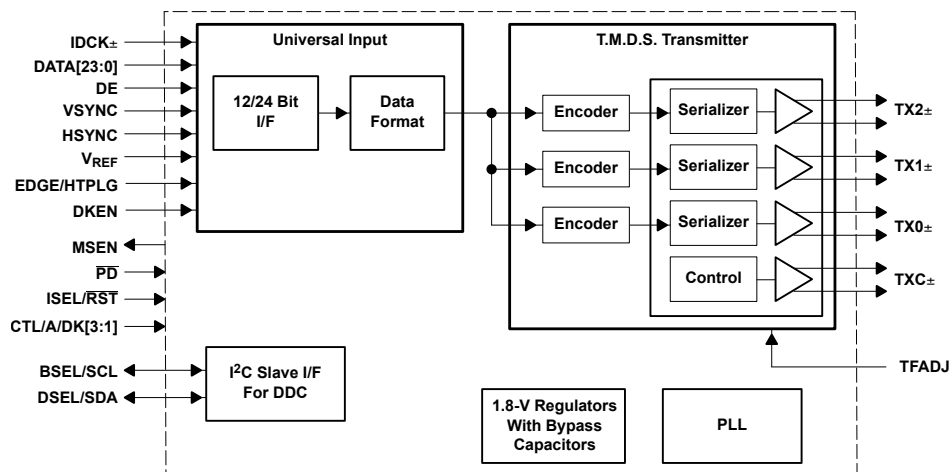 Universal Input
T.M.D.S. Transmitter
IDCK±
DATA[23:0]
DE
VSYNC
HSYNC
VREF
EDGE/HTPLG
DKEN
MSEN
PD
ISEL/RST
CTL/A/DK[3:1]
BSEL/SCL
DSEL/SDA
12/24 Bit
I/F
Data
Format
Encoder
Serializer
TX2±
Encoder
Serializer
TX1±
Encoder
Serializer
TX0±
Control
TXC±
TFADJ
I2C Slave I/F
For DDC
1.8-V Regulators
With Bypass
Capacitors
PLL